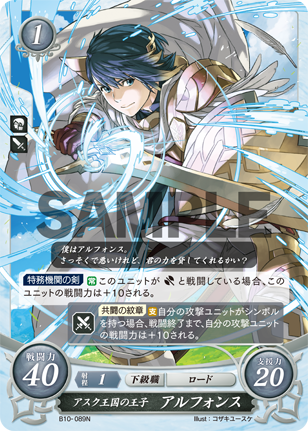 1
SAMPLE
僕はアルフォンス。
さっそくで悪いけれど、君の力を貸してくれるかい?
特務機関の剣 常 このユニットが と戦闘している場合、この
ユニットの戦闘力は+10される。
共闘の紋章 支 自分の攻撃ユニットがシンボル
を持つ場合、戦闘終了まで、自分の攻撃ユニット
の戦闘力は+10される。
戦闘力
40
射程 1 下級職 ロード
支援力
20
アスク王国の王子 アルフォンス
B10-089N Illust:コザキユースケ